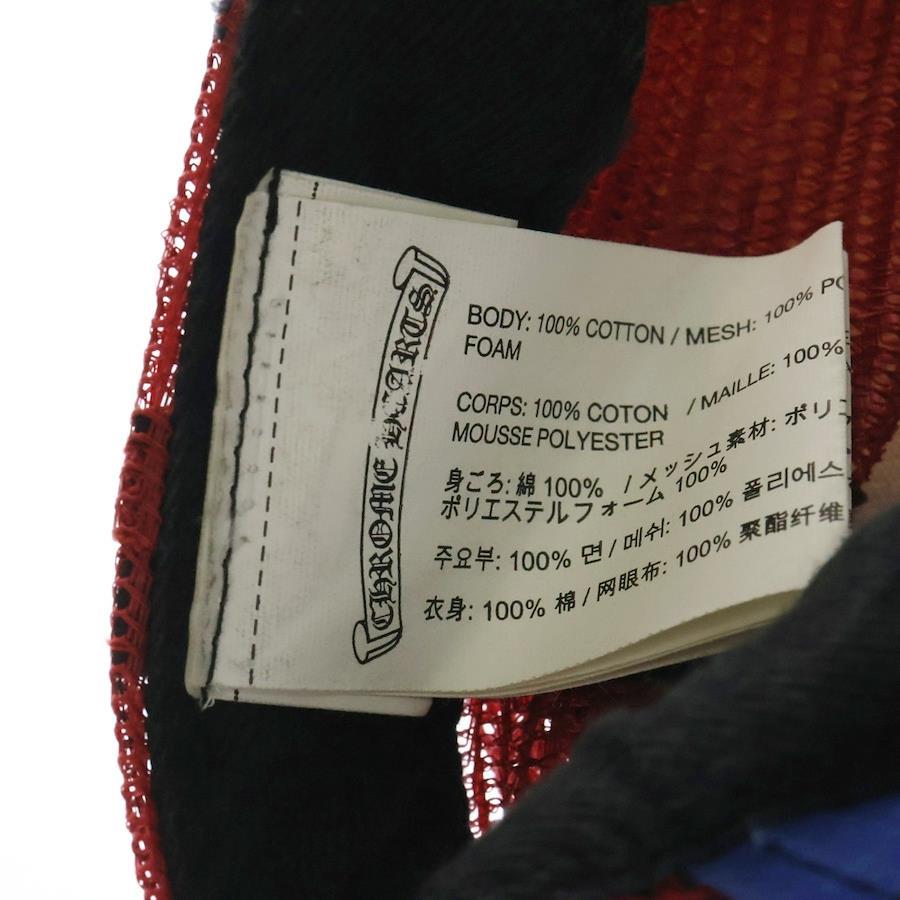 CHROME HEARTS
BODY: 100% COTTON / MESH: 100%
FOAM
CORPS: 100% COTON / MAILLE: 100%
MOUSSE POLYESTER
身ごろ: 綿 100% / メッシュ素材: ポリ
ポリエステルフォーム 100%
주요부: 100% 면 / 메쉬: 100% 폴리에스
衣身: 100% 棉 / 网眼布: 100% 聚酯纤维